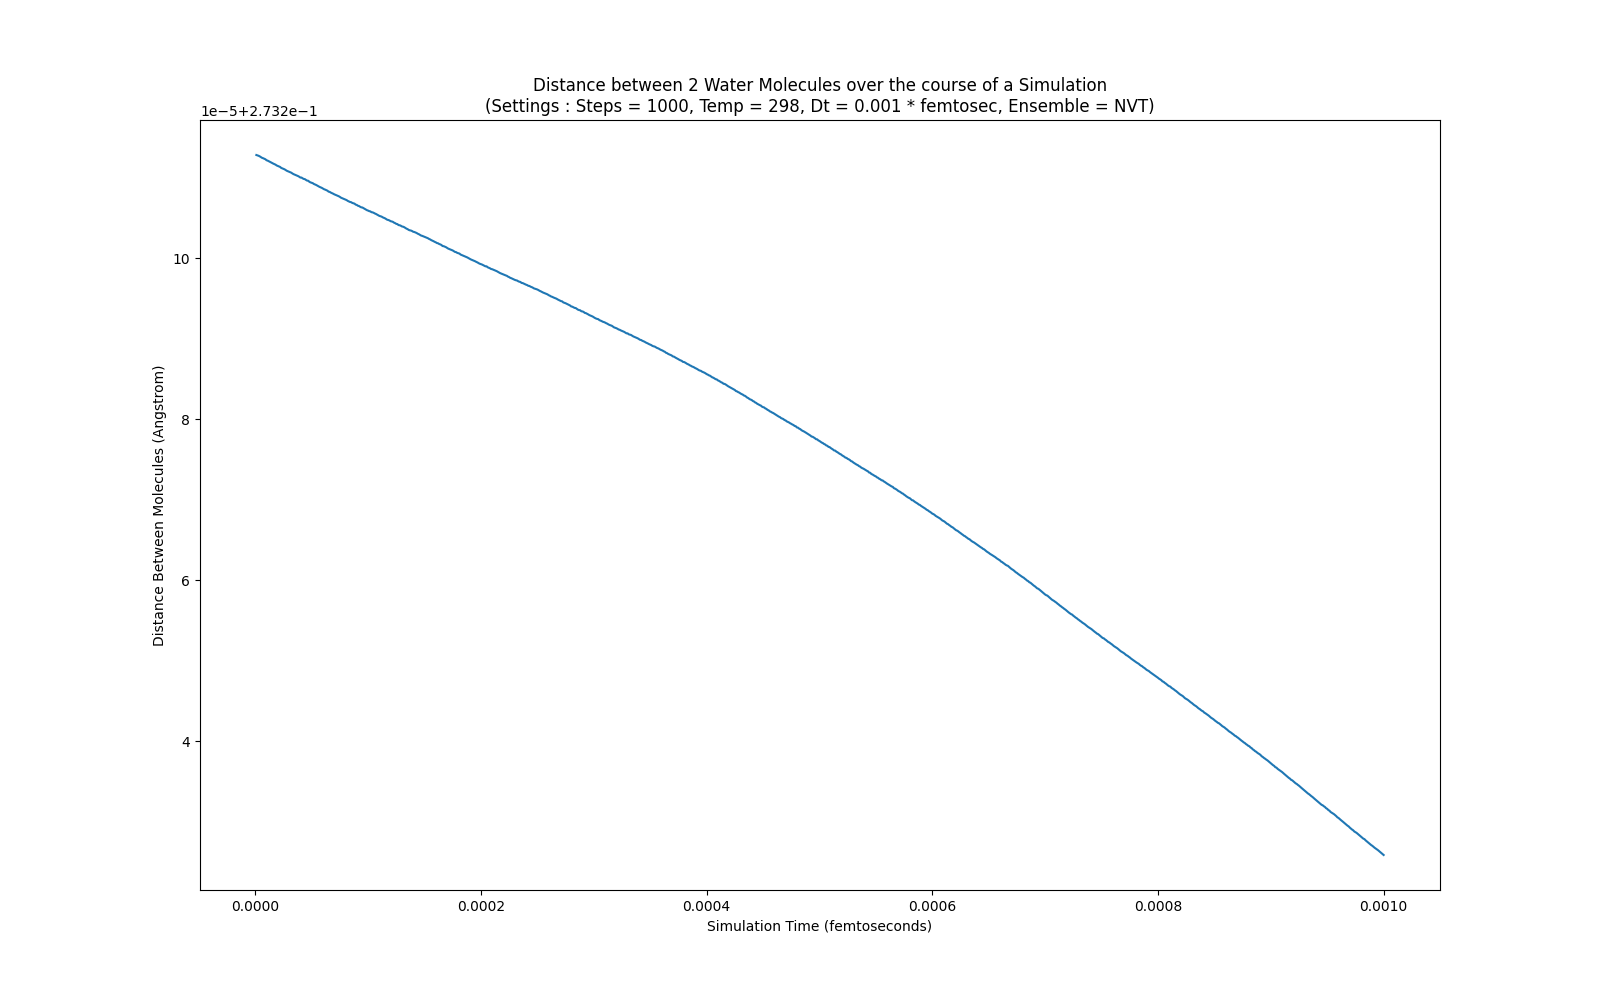 Distance between 2 Water Molecules over the course of a Simulation
(Settings : Steps = 1000, Temp = 298, Dt = 0.001 * femtosec, Ensemble = NVT)
1e−5+2.732e−1
10
8
6
4
Distance Between Molecules (Angstrom)
0.0000 0.0002 0.0004 0.0006 0.0008 0.0010
Simulation Time (femtoseconds)